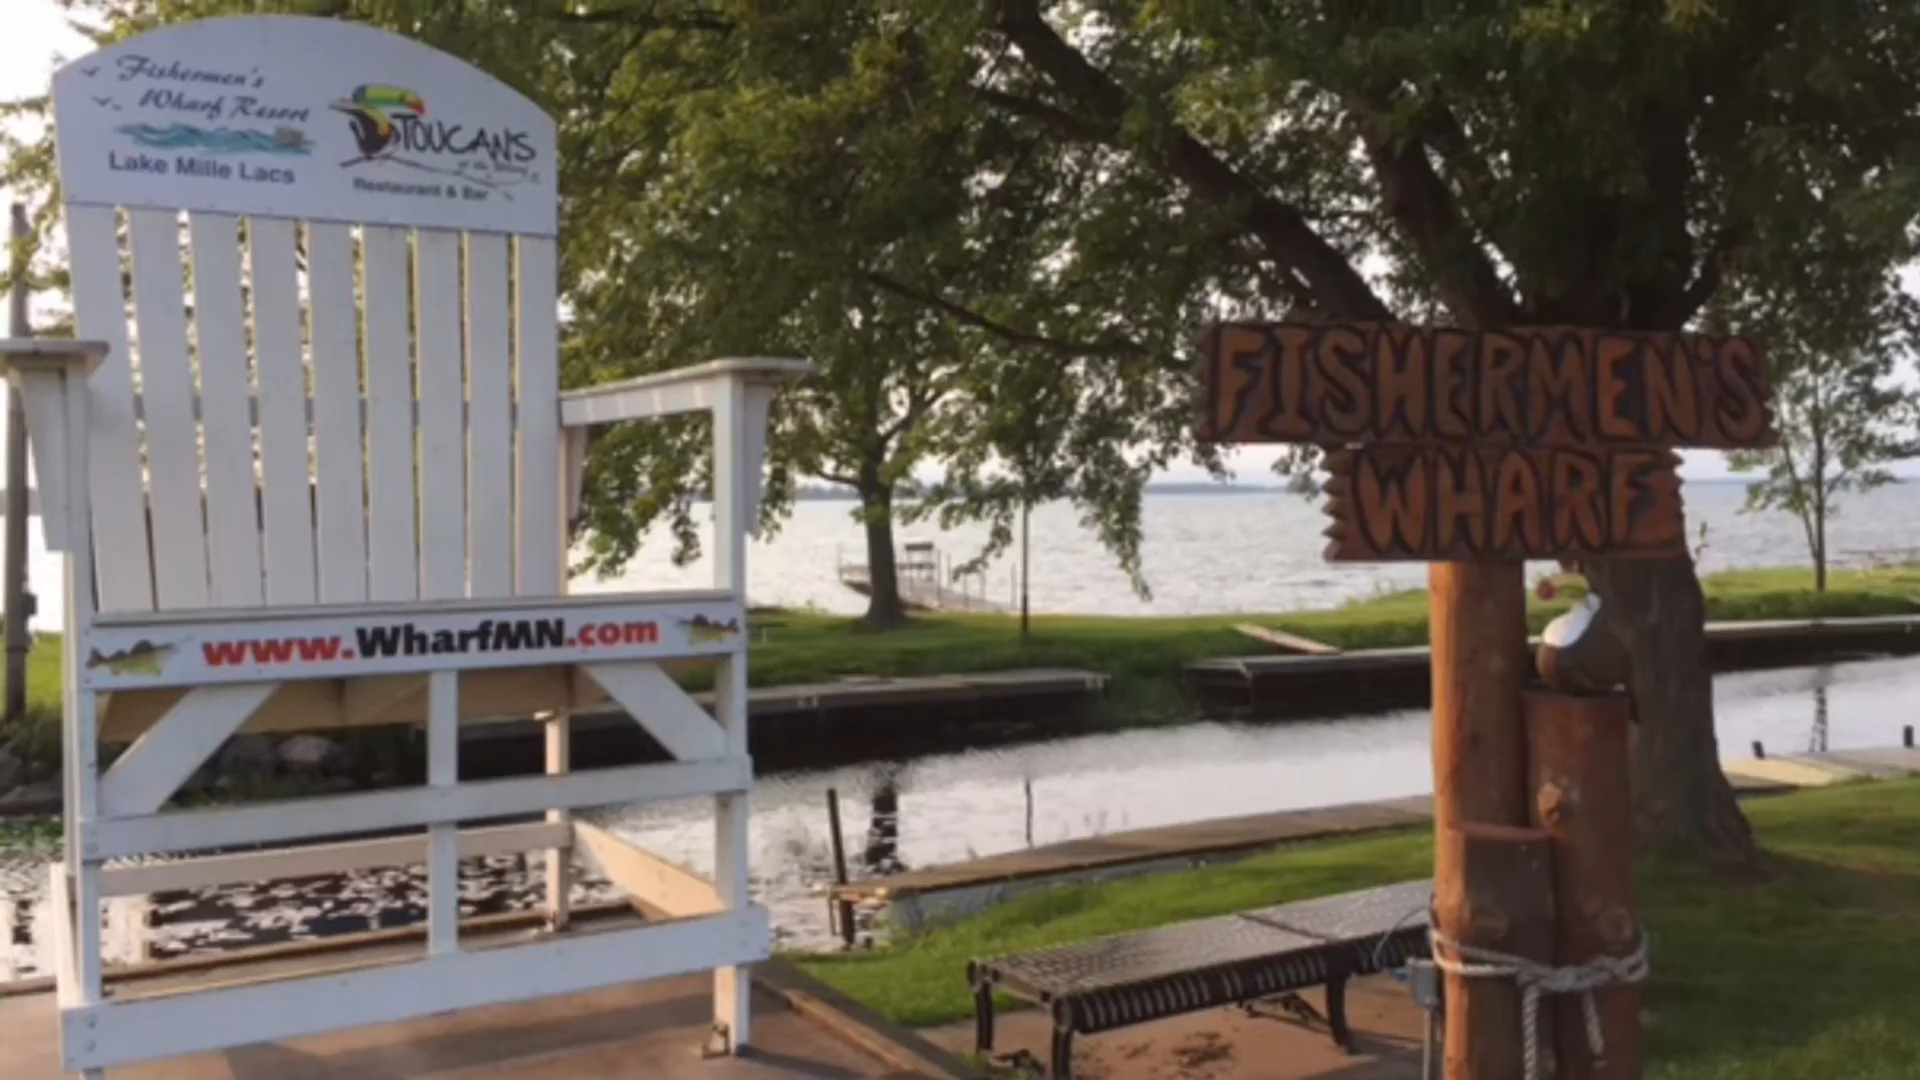 Fishermen's
Wharf Resort
Lake Mille Lacs
TOUCANS
Restaurant & Bar
www.WharfMN.com
FISHERMEN'S
WHARF